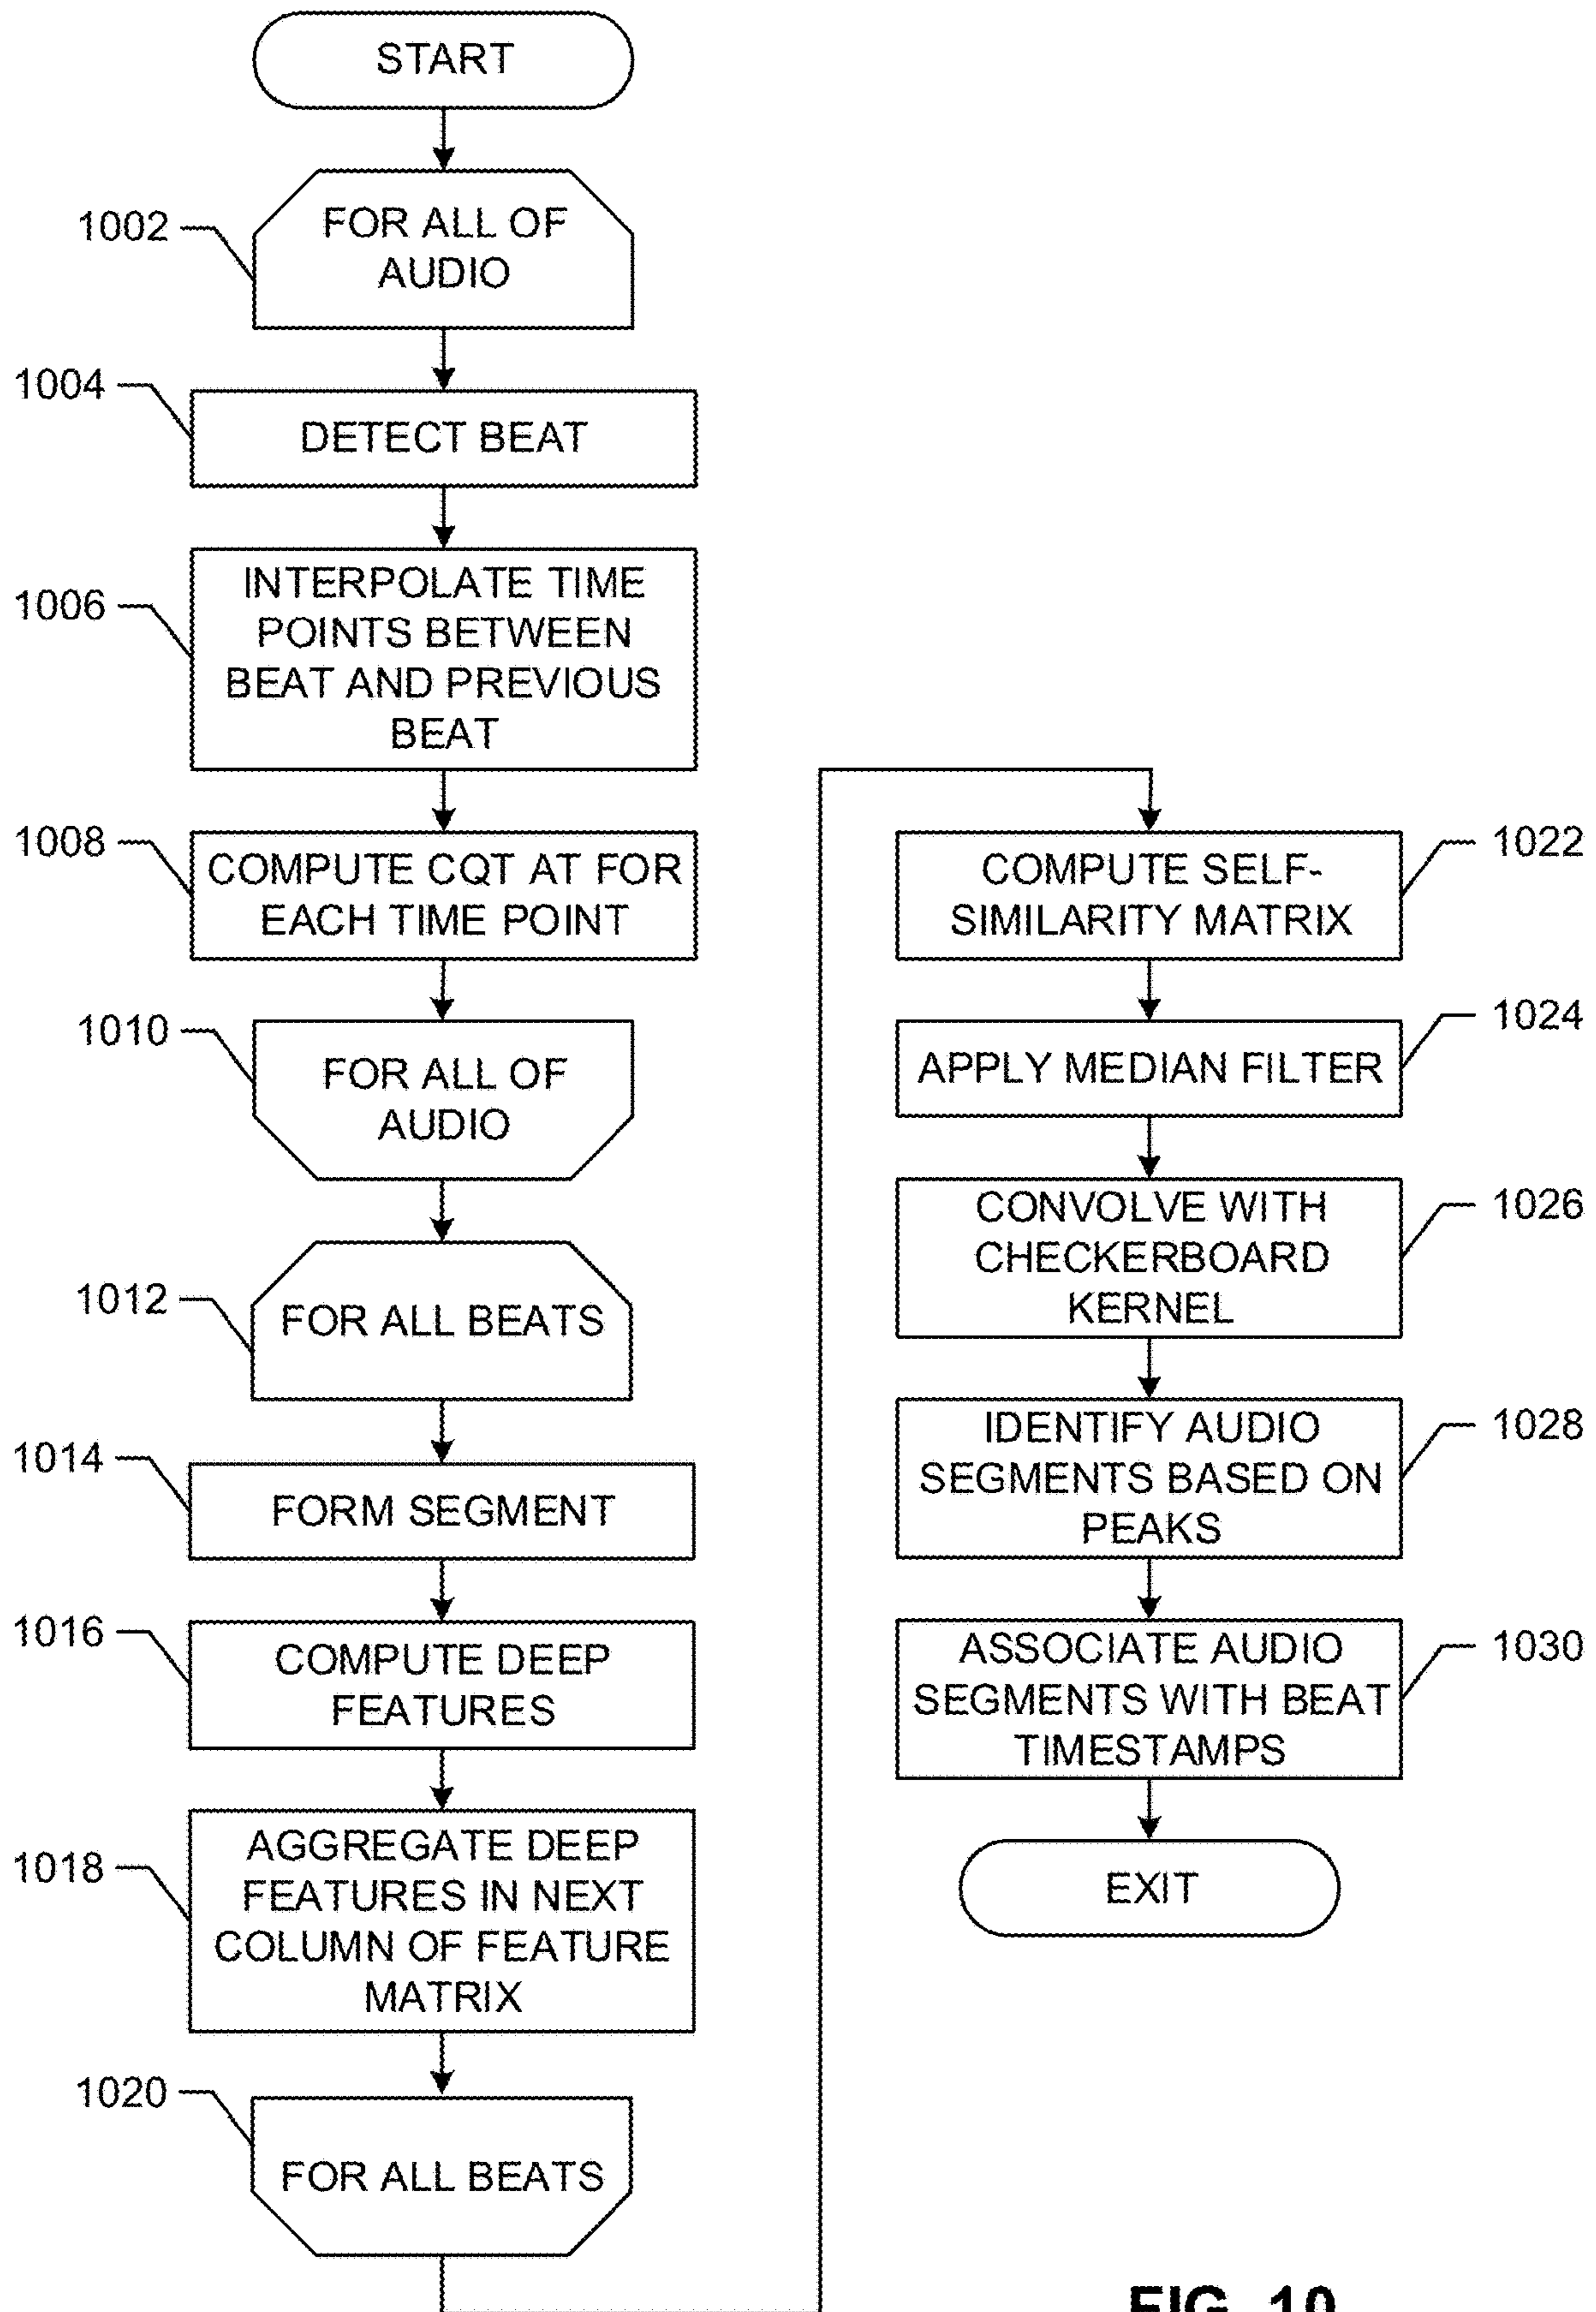 START
1002
FOR ALL OF
AUDIO
1004
DETECT BEAT
1006
INTERPOLATE TIME
POINTS BETWEEN
BEAT AND PREVIOUS
BEAT
1008
COMPUTE CQT AT FOR
EACH TIME POINT
1010
FOR ALL OF
AUDIO
1012
FOR ALL BEATS
1014
FORM SEGMENT
1016
COMPUTE DEEP
FEATURES
1018
AGGREGATE DEEP
FEATURES IN NEXT
COLUMN OF FEATURE
MATRIX
1020
FOR ALL BEATS
1022
COMPUTE SELF-
SIMILARITY MATRIX
1024
APPLY MEDIAN FILTER
1026
CONVOLVE WITH
CHECKERBOARD
KERNEL
1028
IDENTIFY AUDIO
SEGMENTS BASED ON
PEAKS
1030
ASSOCIATE AUDIO
SEGMENTS WITH BEAT
TIMESTAMPS
EXIT
FIG. 10